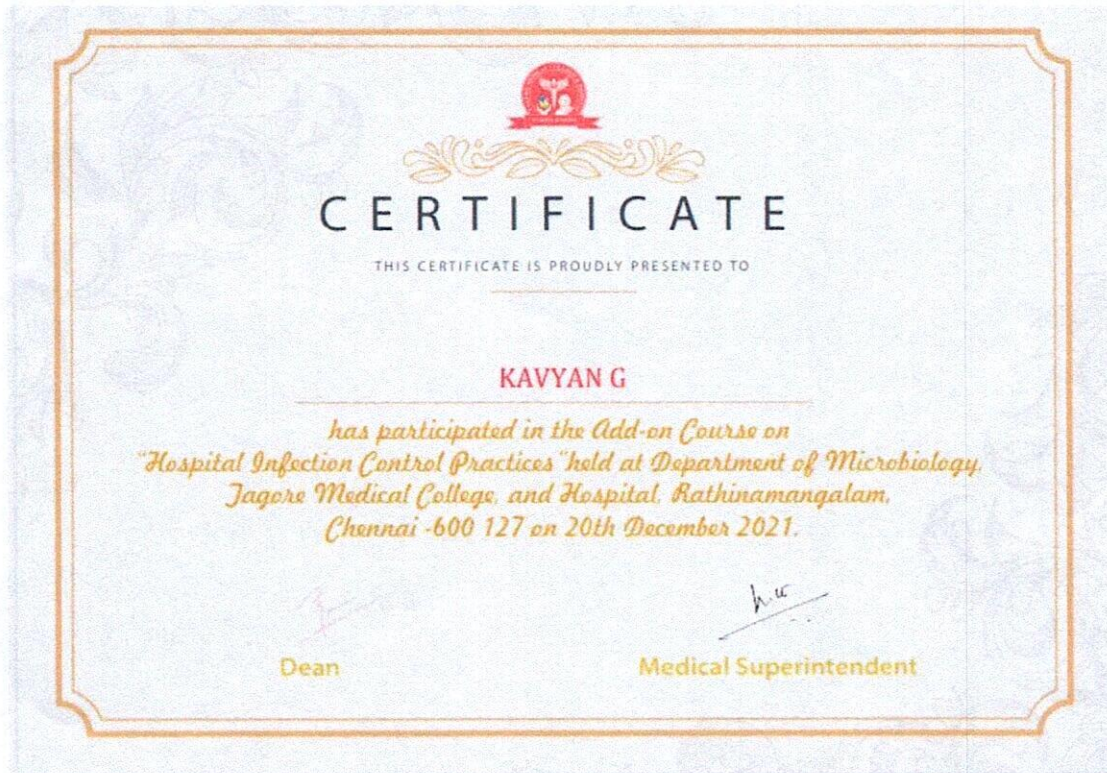 CERTIFICATE
THIS CERTIFICATE IS PROUDLY PRESENTED TO
KAVYAN G
has participated in the Add-on Course on
"Hospital Infection Control Practices" held at Department of Microbiology,
Tagore Medical College, and Hospital, Rathinamangalam,
Chennai -600 127 on 20th December 2021.
Dean
Medical Superintendent